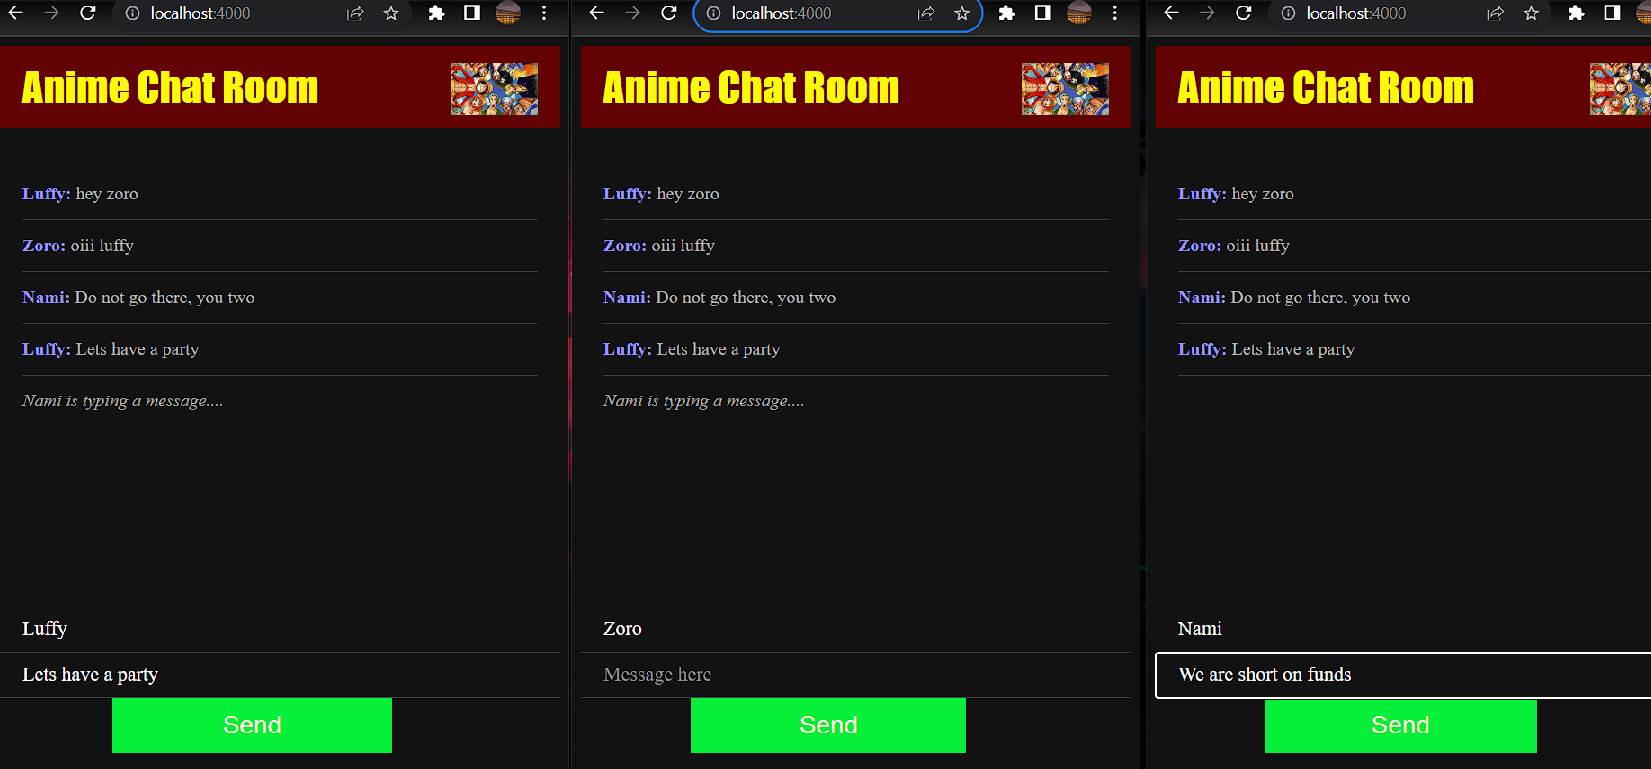 localhost:4000
Anime Chat Room
Luffy: hey zoro
Zoro: oiii luffy
Nami: Do not go there, you two
Luffy: Lets have a party
Nami is typing a message....
Luffy
Lets have a party
Send
localhost:4000
Anime Chat Room
Luffy: hey zoro
Zoro: oiii luffy
Nami: Do not go there, you two
Luffy: Lets have a party
Nami is typing a message....
Zoro
Message here
Send
localhost:4000
Anime Chat Room
Luffy: hey zoro
Zoro: oiii luffy
Nami: Do not go there, you two
Luffy: Lets have a party
Nami
We are short on funds
Send